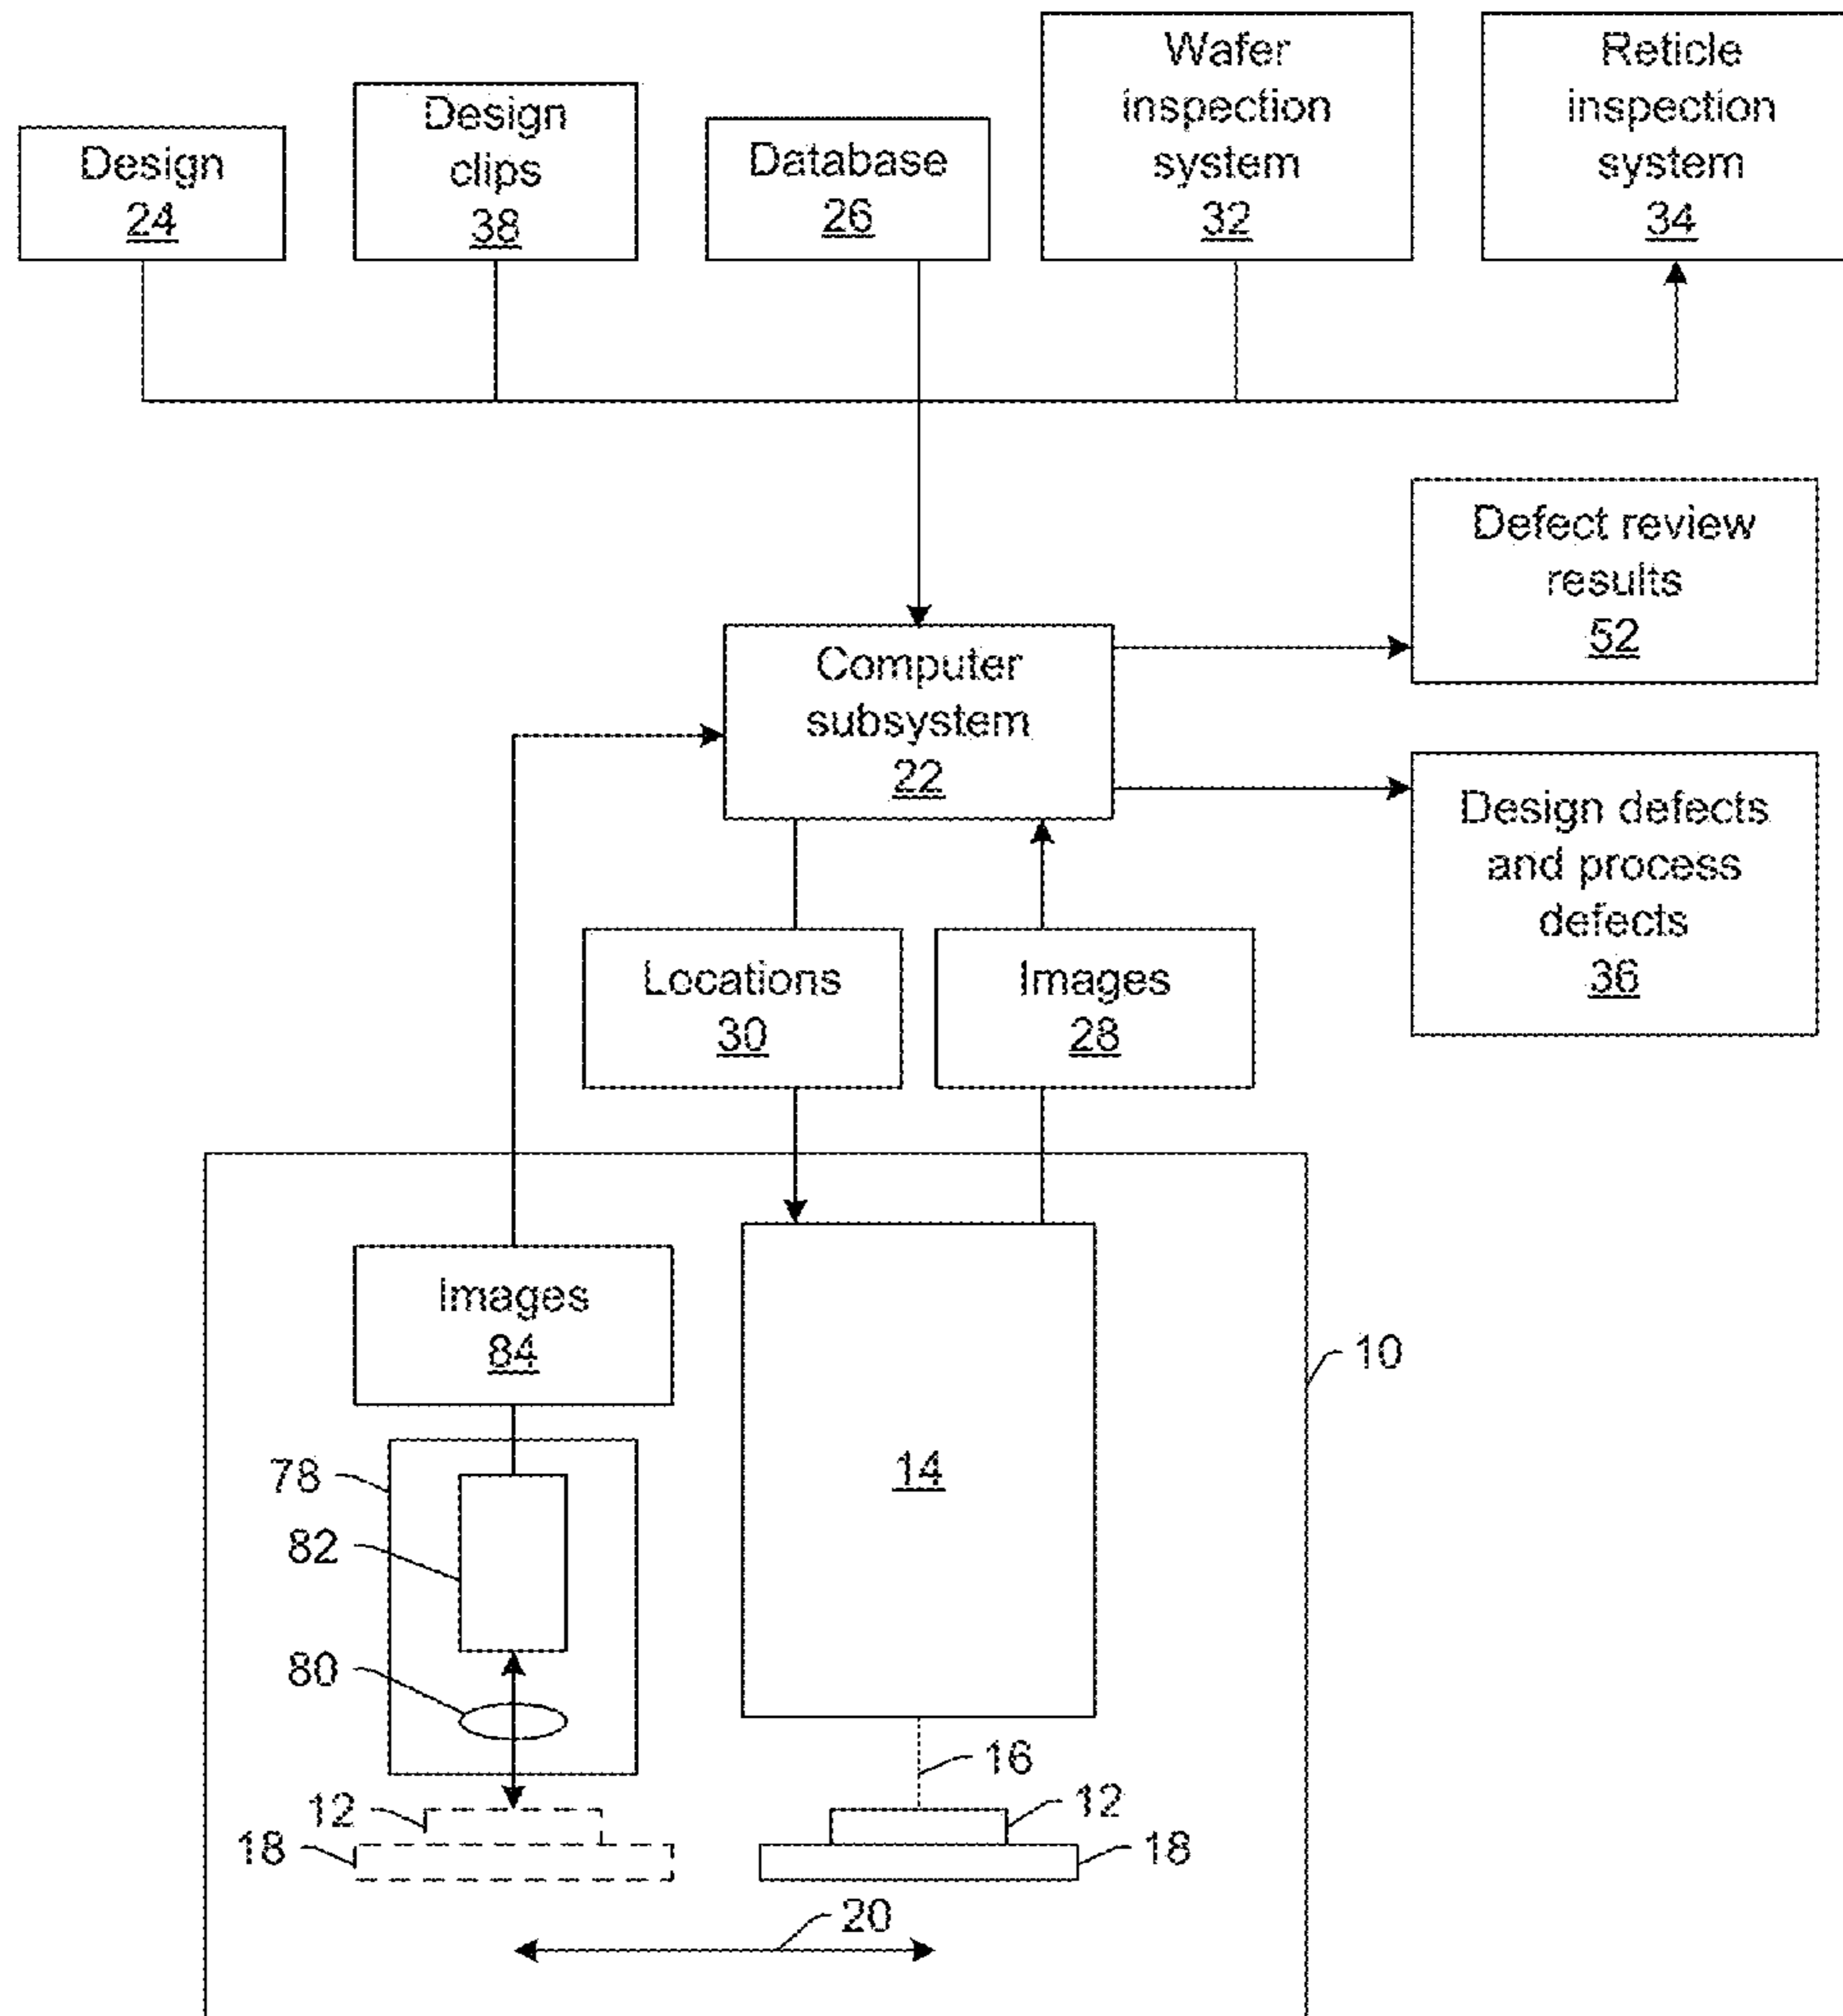 Design
24
Design
clips
38
Database
26
Wafer
inspection
system
32
Reticle
inspection
system
34
Defect review
results
52
Computer
subsystem
22
Design defects
and process
defects
36
Locations
30
Images
28
Images
84
10
14
78
82
80
16
12
12
18
18
20